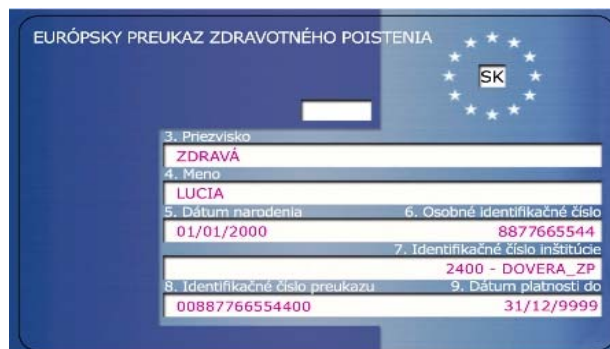 EURÓPSKY PREUKAZ ZDRAVOTNÉHO POISTENIA
SK
3. Priezvisko
ZDRAVÁ
4. Meno
LUCIA
5. Dátum narodenia 6. Osobné identifikačné číslo
01/01/2000 8877665544
7. Identifikačné číslo inštitúcie
2400 - DOVERA_ZP
8. Identifikačné číslo preukazu 9. Dátum platnosti do
00887766554400 31/12/9999